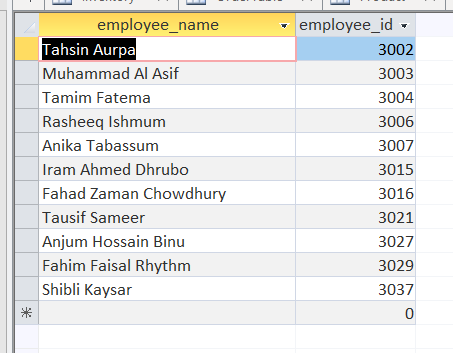 employee_name employee_id
Tahsin Aurpa 3002
Muhammad Al Asif 3003
Tamim Fatema 3004
Rasheeq Ishmum 3006
Anika Tabassum 3007
Iram Ahmed Dhrubo 3015
Fahad Zaman Chowdhury 3016
Tausif Sameer 3021
Anjum Hossain Binu 3027
Fahim Faisal Rhythm 3029
Shibli Kaysar 3037
0